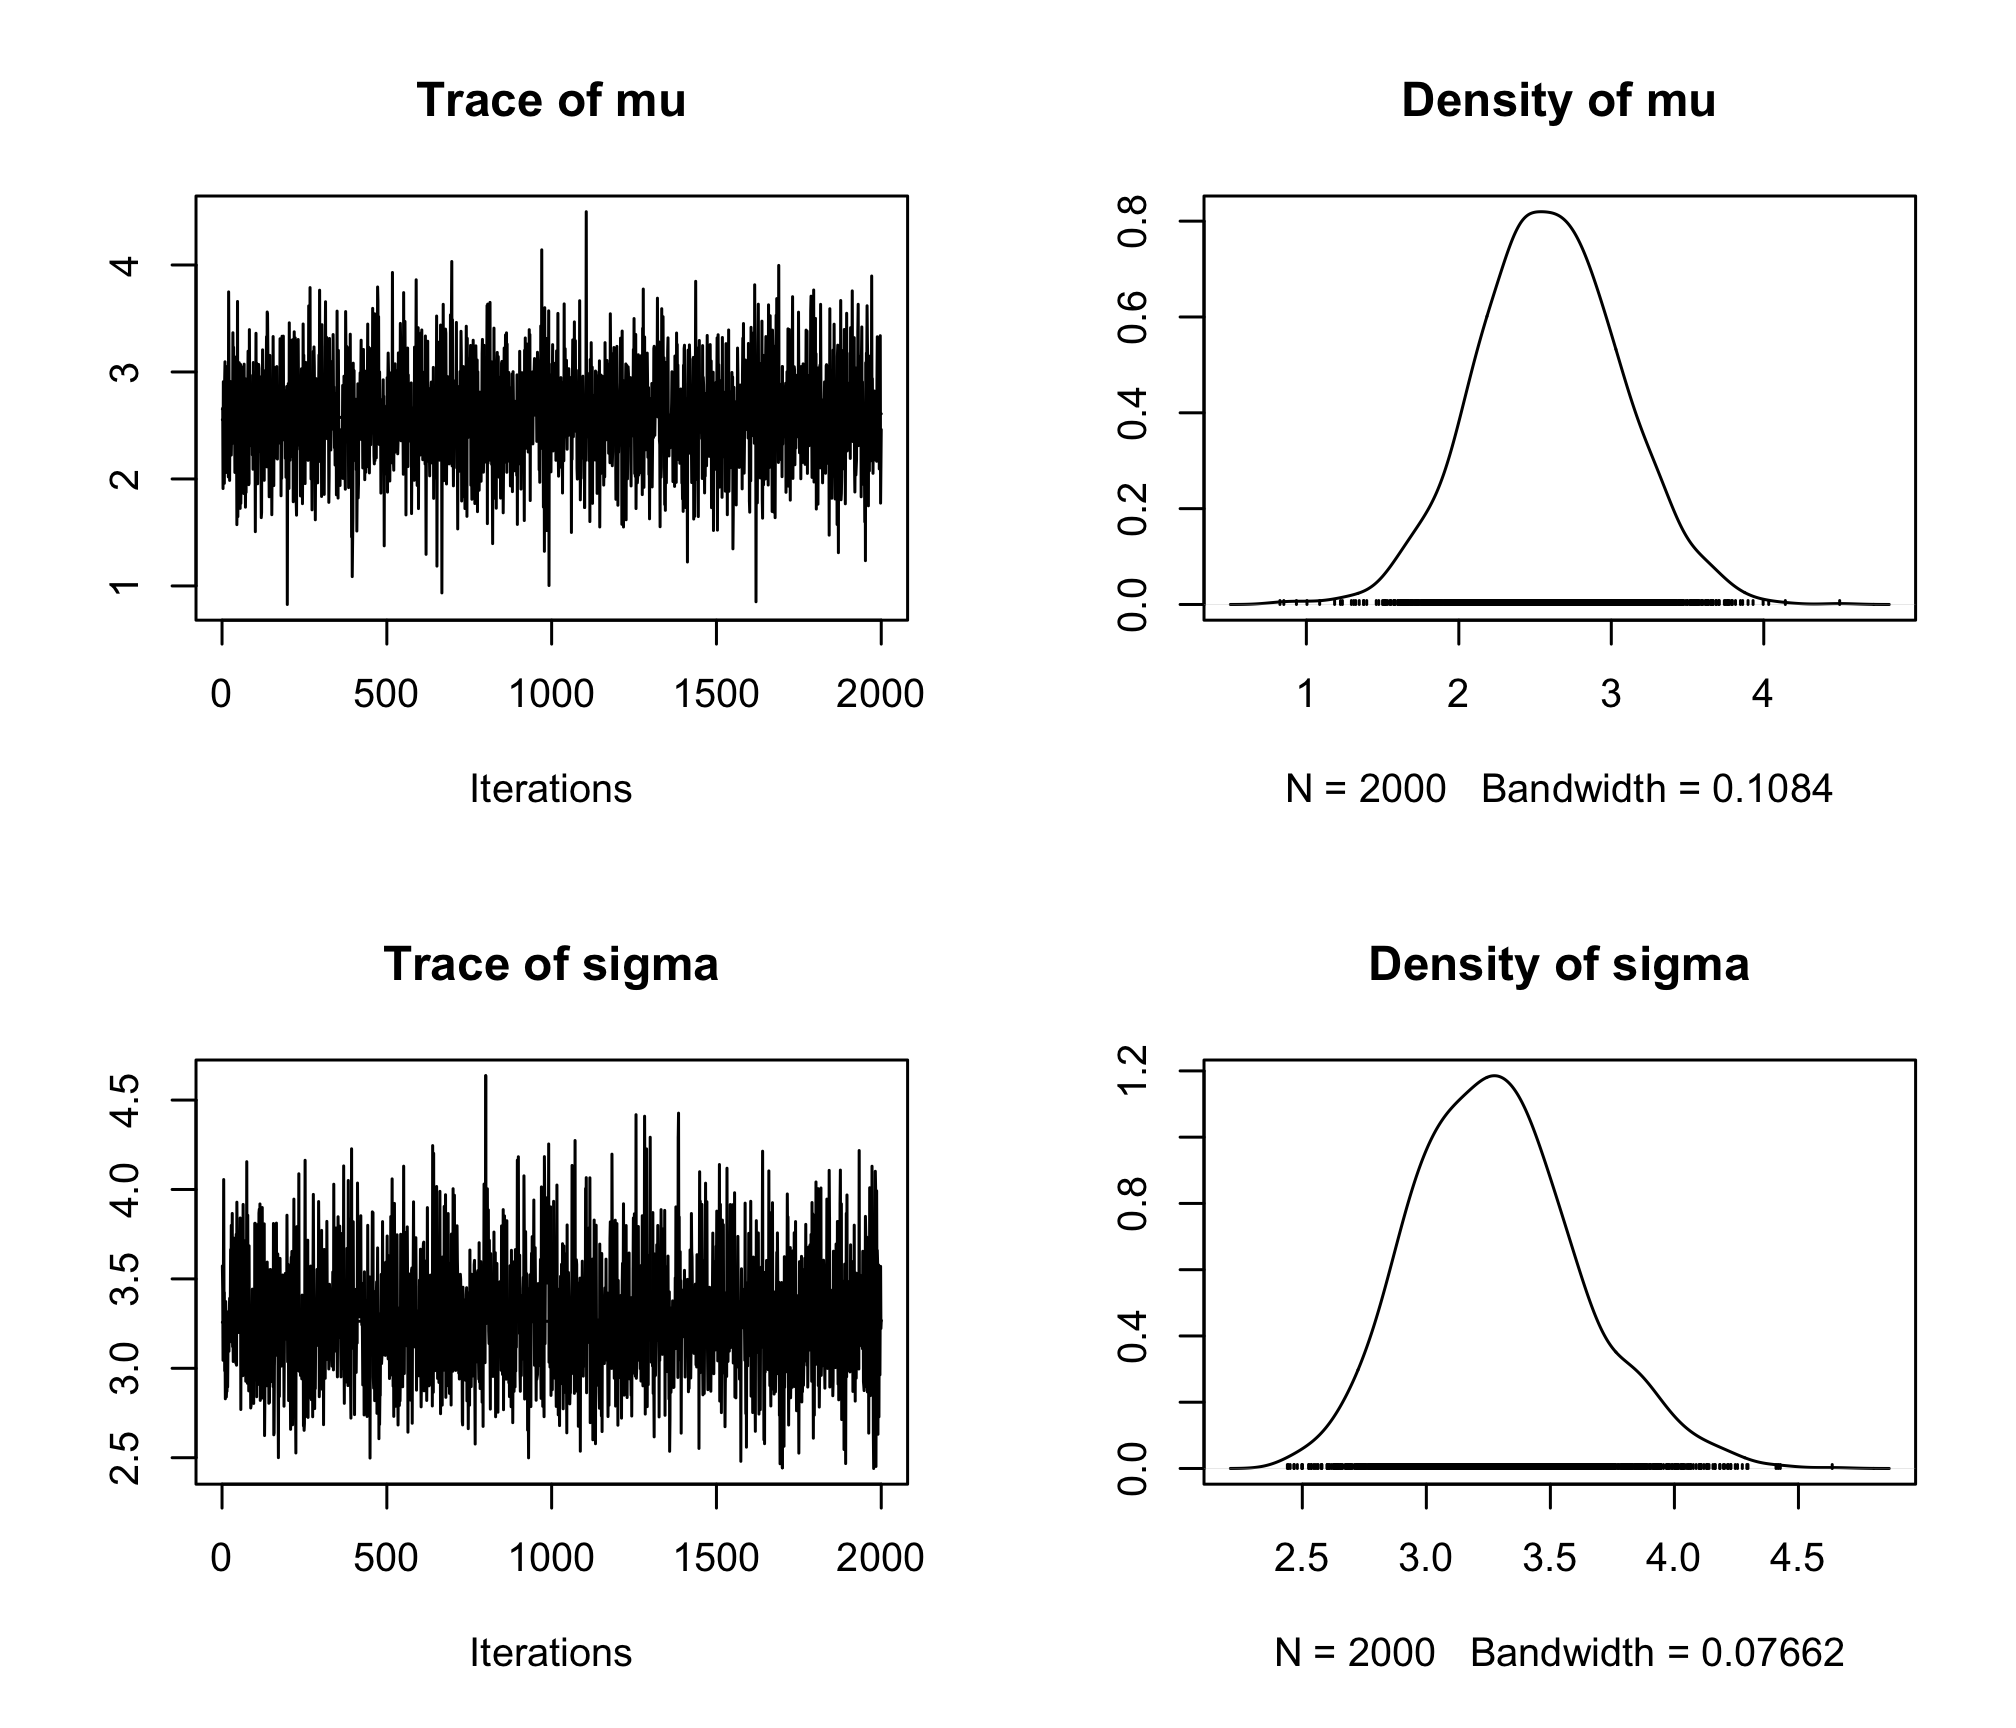 Trace of mu
4
3
2
1
0 500 1000 1500 2000
Iterations
Density of mu
0.8
0.6
0.4
0.2
0.0
1 2 3 4
N = 2000 Bandwidth = 0.1084
Trace of sigma
4.5
4.0
3.5
3.0
2.5
0 500 1000 1500 2000
Iterations
Density of sigma
1.2
0.8
0.4
0.0
2.5 3.0 3.5 4.0 4.5
N = 2000 Bandwidth = 0.07662